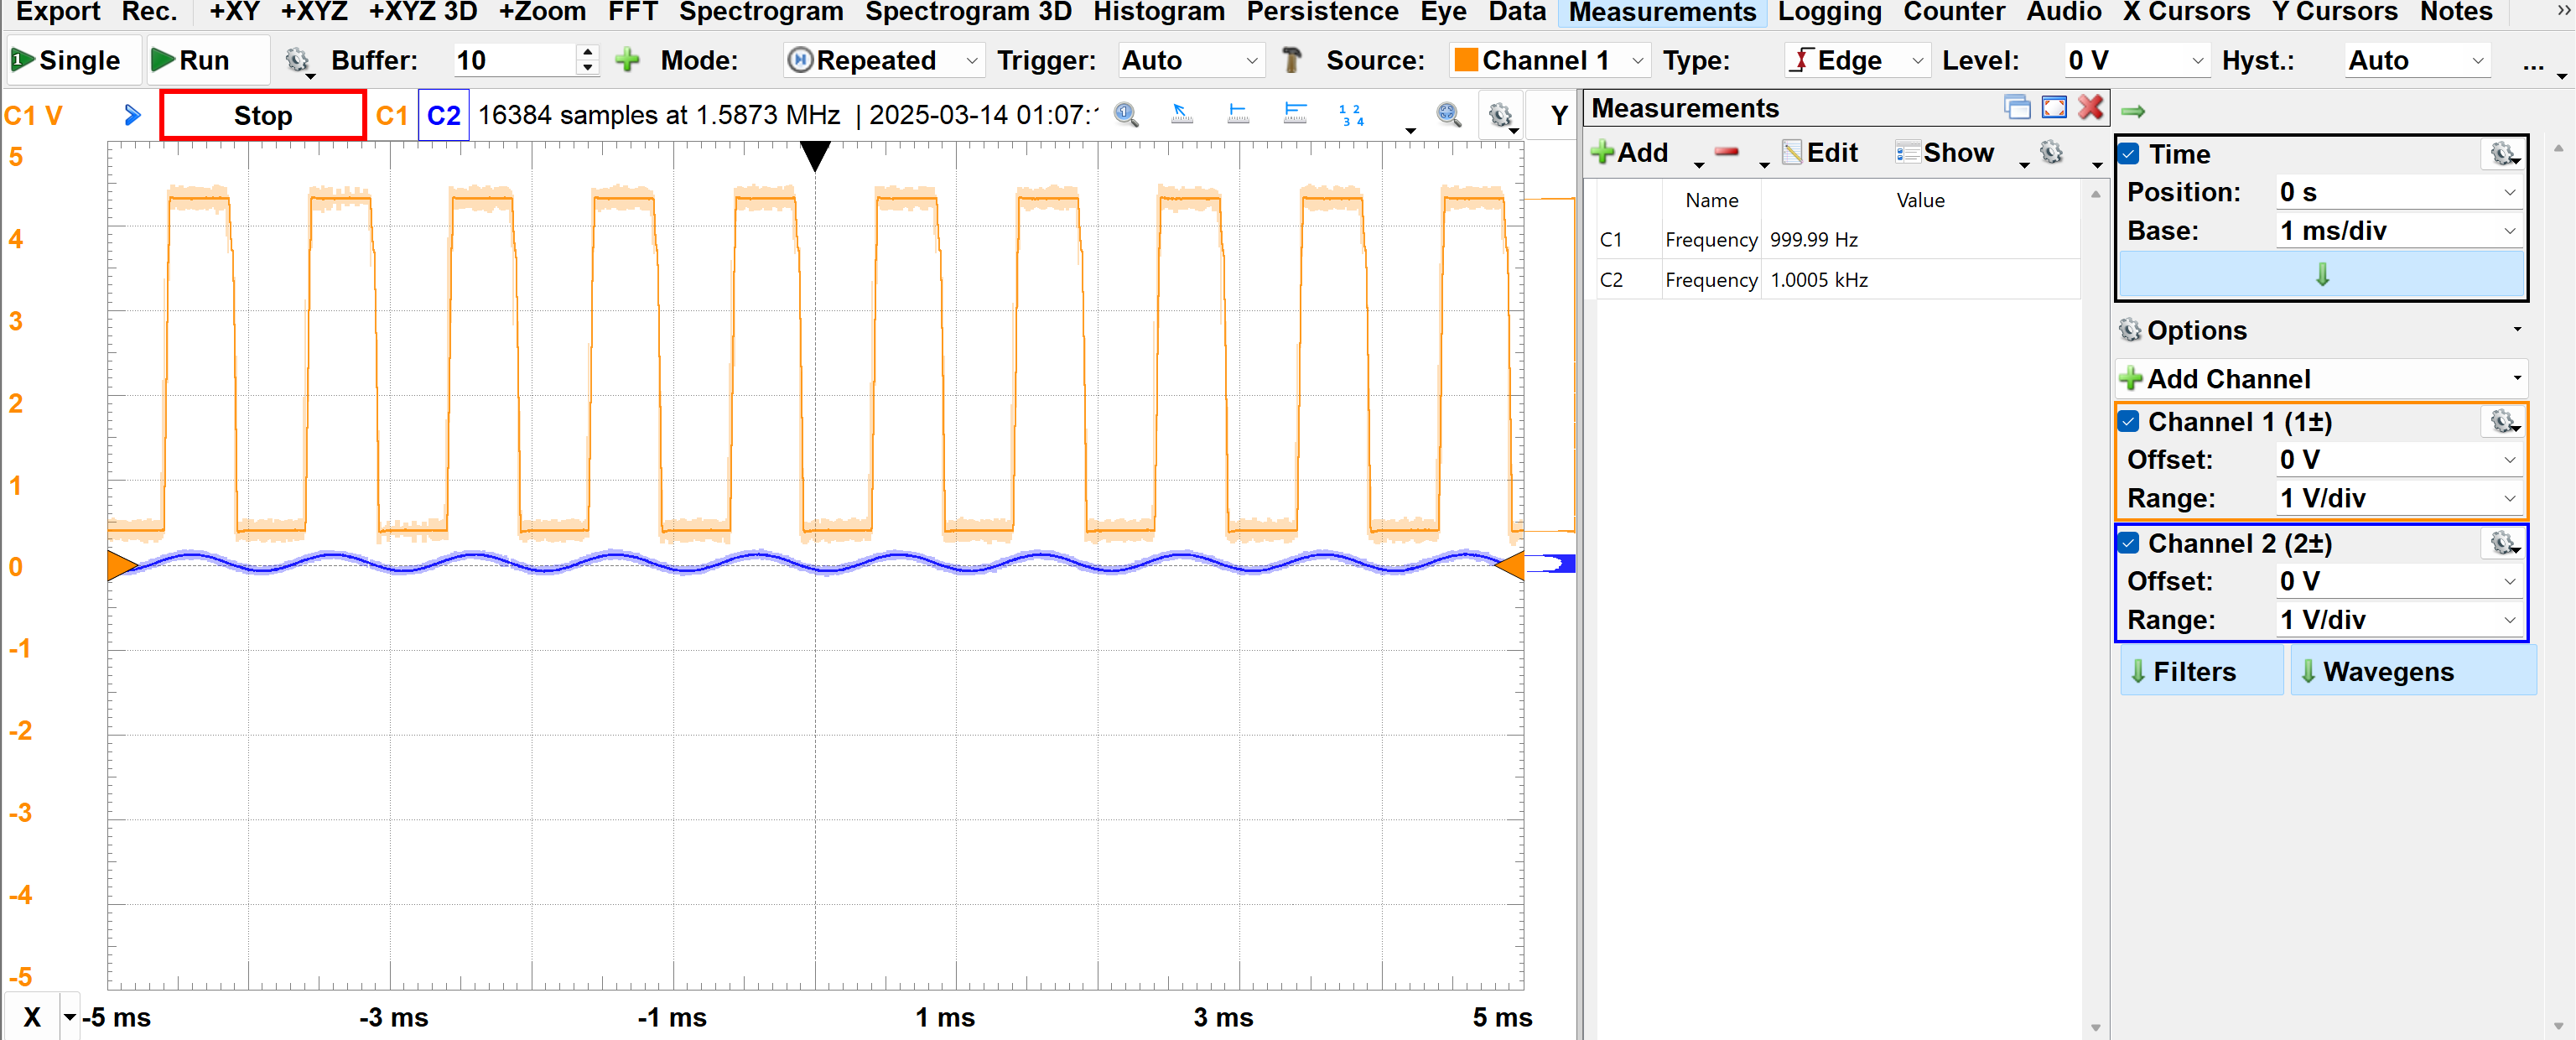 Export Rec. +XY +XYZ +XYZ 3D +Zoom FFT Spectrogram Spectrogram 3D Histogram Persistence Eye Data Measurements Logging Counter Audio X Cursors Y Cursors Notes »
Single Run Buffer: 10 Mode: Repeated Trigger: Auto Source: Channel 1 Type: Edge Level: 0 V Hyst.: Auto ...
C1 V Stop C1 C2 16384 samples at 1.5873 MHz | 2025-03-14 01:07: Y
5
4
3
2
1
0
-1
-2
-3
-4
-5
X -5 ms -3 ms -1 ms 1 ms 3 ms 5 ms
Measurements
Add Edit Show
Name Value
C1 Frequency 999.99 Hz
C2 Frequency 1.0005 kHz
Time
Position: 0 s
Base: 1 ms/div
Options
Add Channel
Channel 1 (1±)
Offset: 0 V
Range: 1 V/div
Channel 2 (2±)
Offset: 0 V
Range: 1 V/div
Filters Wavegens